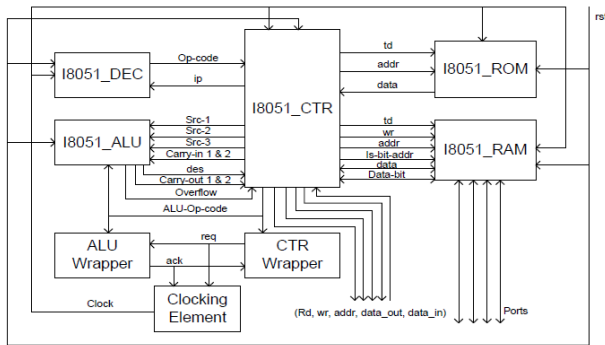 rst
Op-code
ip
I8051_DEC
I8051_CTR
td
addr
data
I8051_ROM
Src-1
Src-2
Src-3
Carry-in 1 & 2
I8051_ALU
des
Carry-out 1 & 2
Overflow
ALU-Op-code
td
wr
addr
Is-bit-addr
data
Data-bit
I8051_RAM
ALU
Wrapper
req
ack
CTR
Wrapper
Clock
Clocking
Element
(Rd, wr, addr, data_out, data_in)
Ports